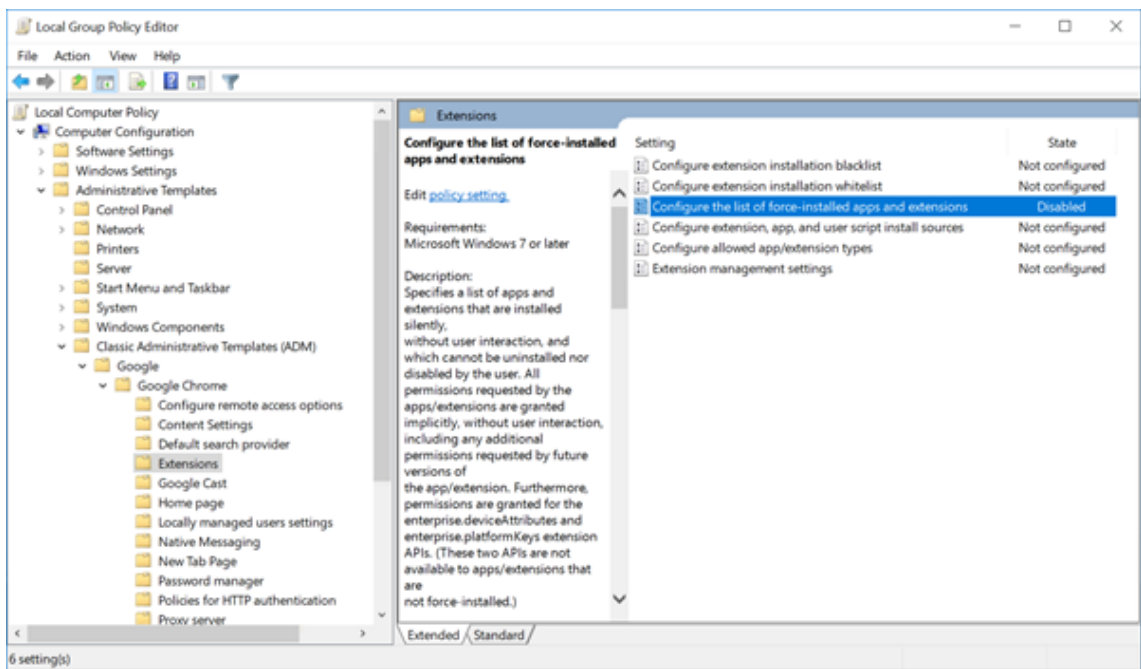 Local Group Policy Editor
File Action View Help
Local Computer Policy
Computer Configuration
Software Settings
Windows Settings
Administrative Templates
Control Panel
Network
Printers
Server
Start Menu and Taskbar
System
Windows Components
Classic Administrative Templates (ADM)
Google
Google Chrome
Configure remote access options
Content Settings
Default search provider
Extensions
Google Cast
Home page
Locally managed users settings
Native Messaging
New Tab Page
Password manager
Policies for HTTP authentication
Proxy server
Extensions
Configure the list of force-installed
apps and extensions
Edit policy setting.
Requirements:
Microsoft Windows 7 or later
Description:
Specifies a list of apps and
extensions that are installed
silently,
without user interaction, and
which cannot be uninstalled nor
disabled by the user. All
permissions requested by the
apps/extensions are granted
implicitly, without user interaction,
including any additional
permissions requested by future
versions of
the app/extension. Furthermore,
permissions are granted for the
enterprise.deviceAttributes and
enterprise.platformKeys extension
APIs. (These two APIs are not
available to apps/extensions that
are
not force-installed.)
Setting State
Configure extension installation blacklist Not configured
Configure extension installation whitelist Not configured
Configure the list of force-installed apps and extensions Disabled
Configure extension, app, and user script install sources Not configured
Configure allowed app/extension types Not configured
Extension management settings Not configured
Extended Standard
6 setting(s)